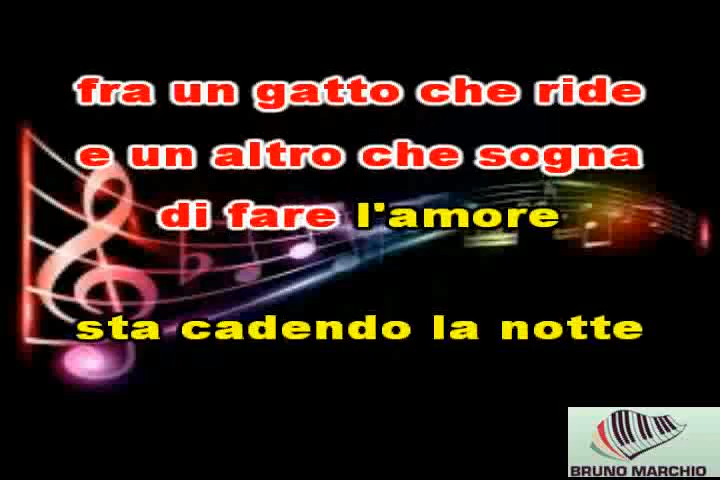 fra un gatto che ride
e un altro che sogna
di fare l'amore
sta cadendo la notte
BRUNO MARCHIO